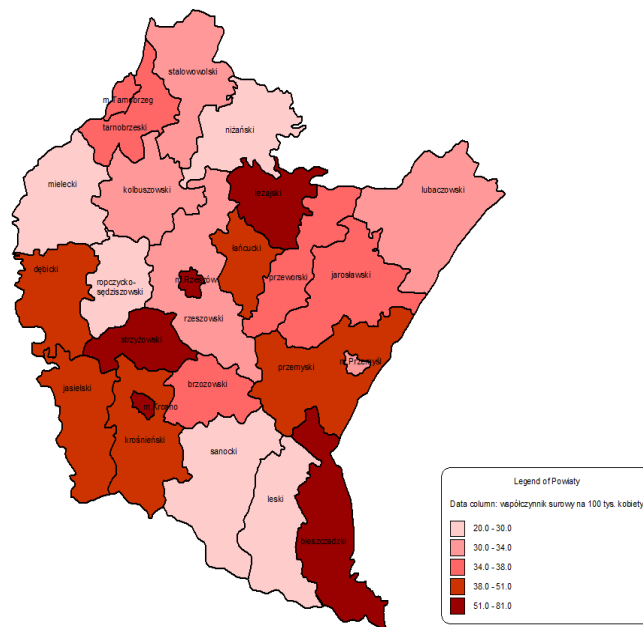 stalowowolski
m.Tarnobrzeg
tarnobrzeski
niżański
mielecki
kolbuszowski
leżajski
lubaczowski
łańcucki
dębicki
ropczycko-
sędziszowski
m.Rzeszów
przeworski
jarosławski
rzeszowski
strzyżowski
przemyski
m.Przemyśl
jasielski
brzozowski
m.Krosno
krośnieński
sanocki
leski
bieszczadzki
Legend of Powiaty
Data column: współczynnik surowy na 100 tys. kobiety
20.0 - 30.0
30.0 - 34.0
34.0 - 38.0
38.0 - 51.0
51.0 - 81.0